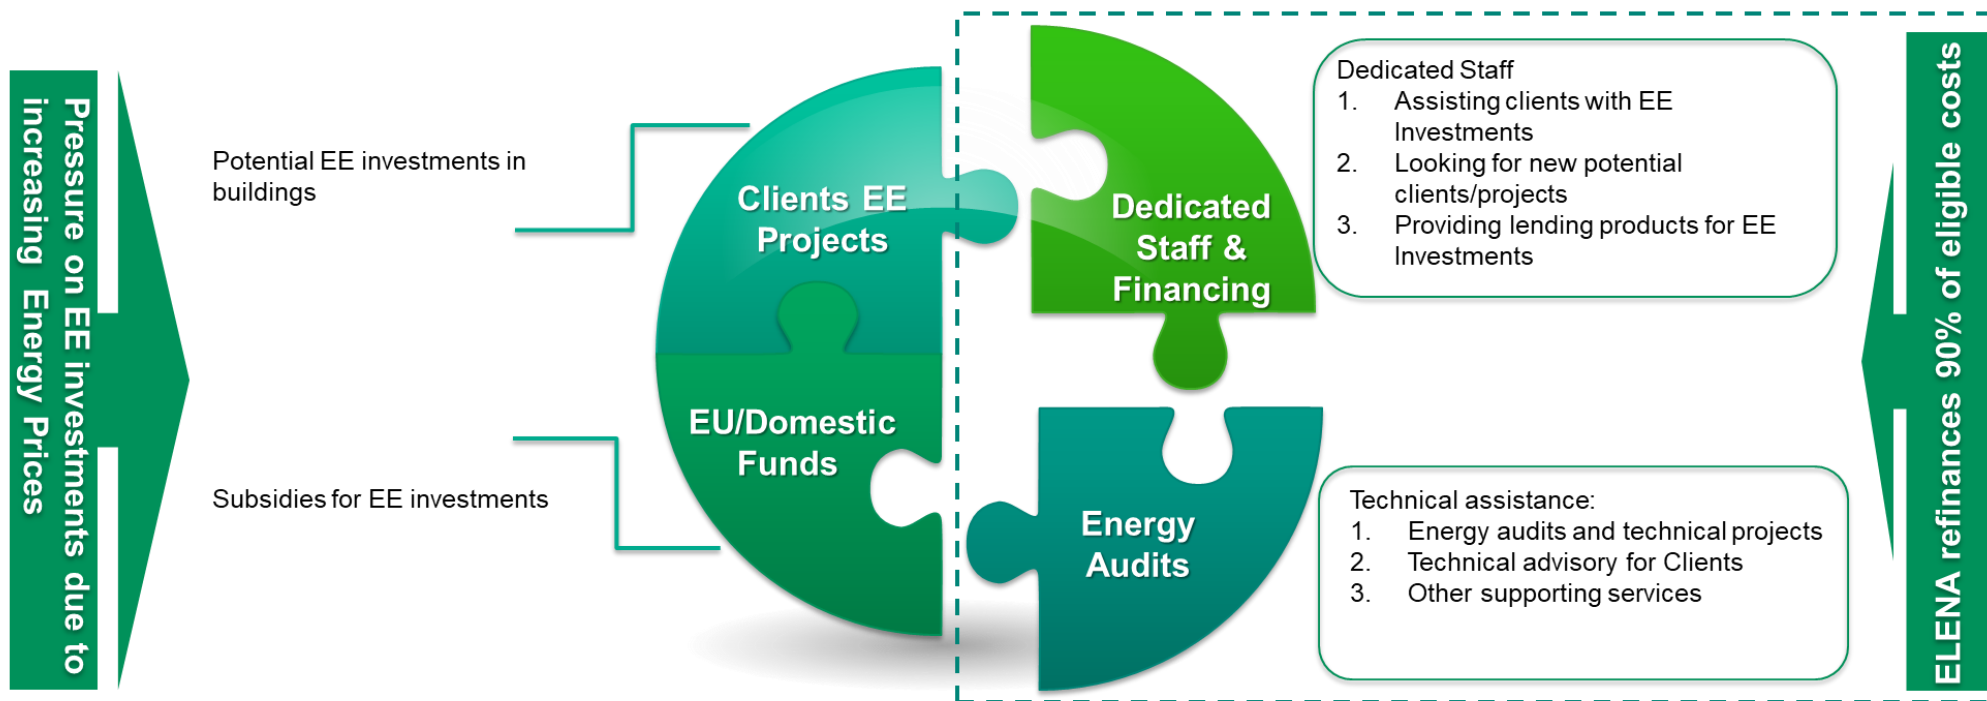 Pressure on EE investments due to
increasing Energy Prices
Potential EE investments in
buildings
Subsidies for EE investments
Clients EE
Projects
EU/Domestic
Funds
Dedicated
Staff &
Financing
Energy
Audits
Dedicated Staff
1. Assisting clients with EE
Investments
2. Looking for new potential
clients/projects
3. Providing lending products for EE
Investments
Technical assistance:
1. Energy audits and technical projects
2. Technical advisory for Clients
3. Other supporting services
ELENA refinances 90% of eligible costs